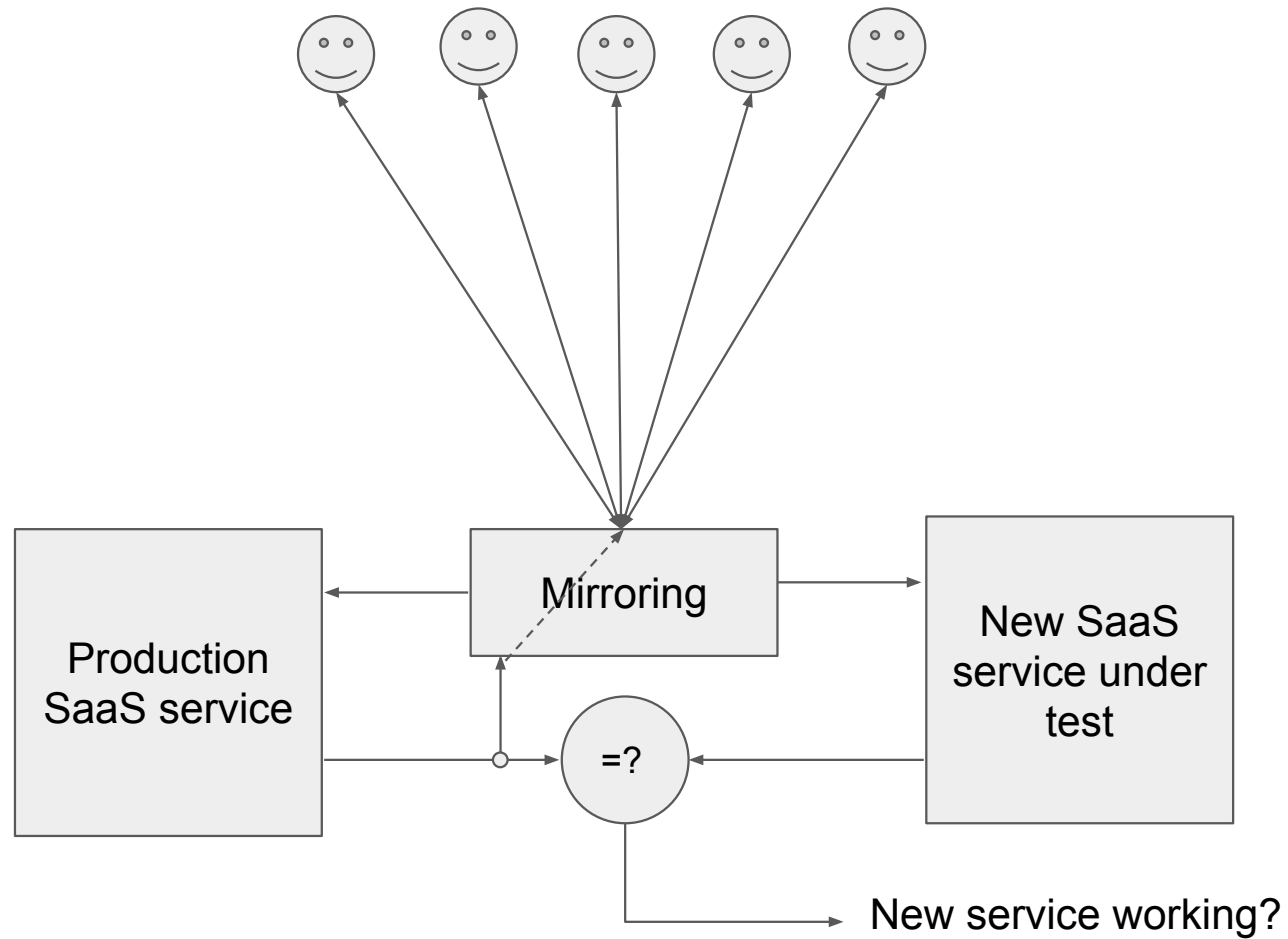 Mirroring
Production
SaaS service
New SaaS
service under
test
=?
New service working?